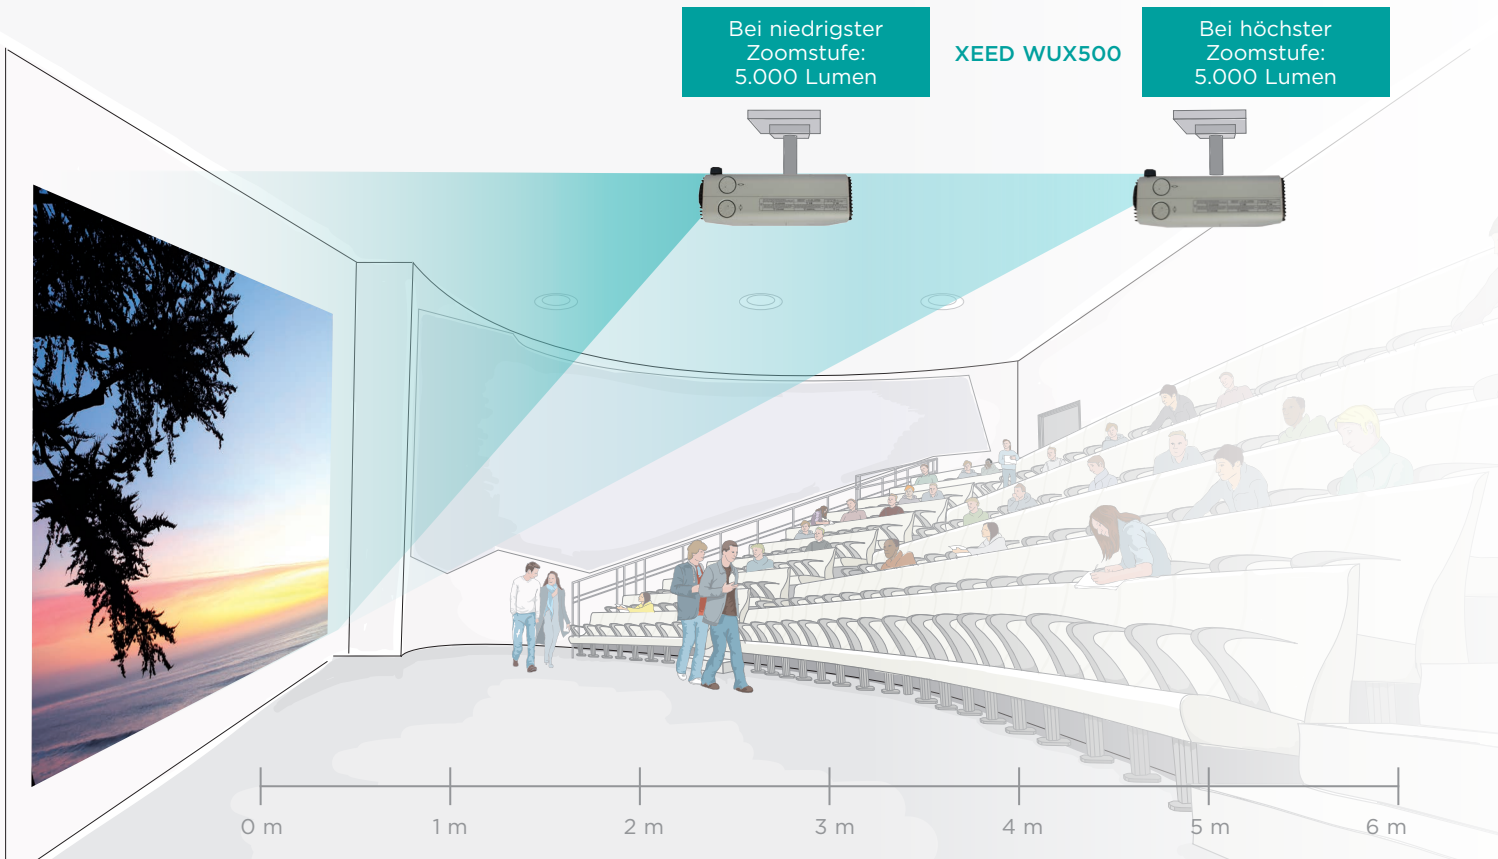 Bei niedrigster
Zoomstufe:
5.000 Lumen
XEED WUX500
Bei höchster
Zoomstufe:
5.000 Lumen
0 m
1 m
2 m
3 m
4 m
5 m
6 m